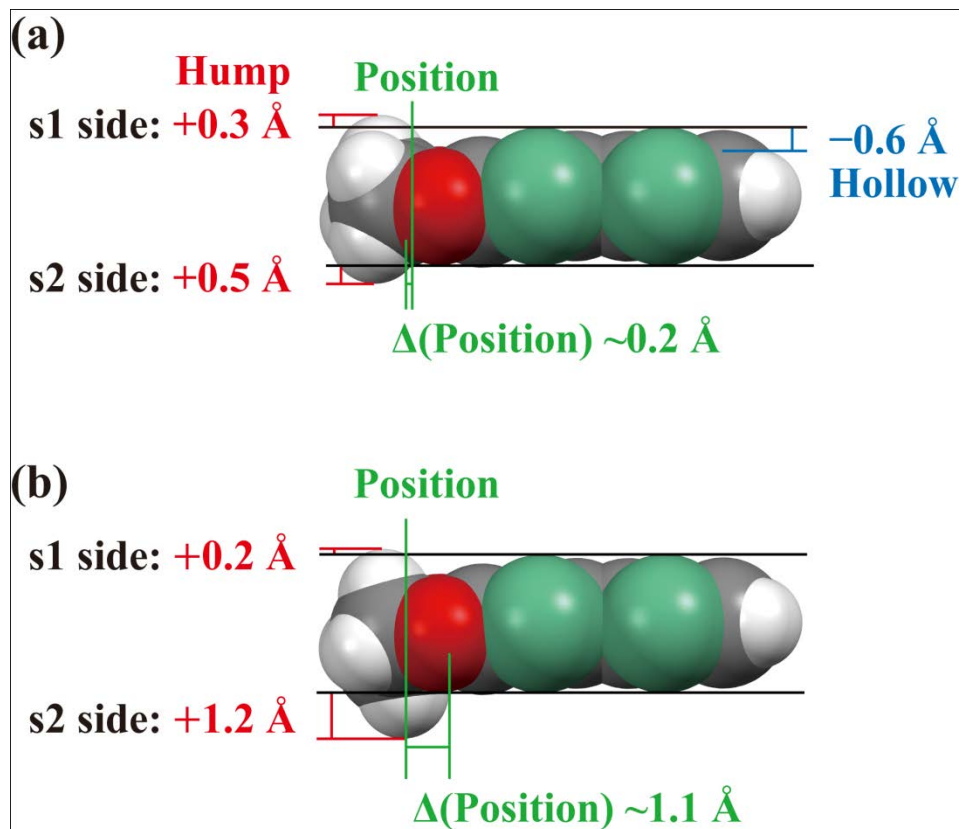 (a)
Hump
Position
s1 side: +0.3 Å
−0.6 Å
Hollow
s2 side: +0.5 Å
Δ(Position) ~0.2 Å
(b)
Position
s1 side: +0.2 Å
s2 side: +1.2 Å
Δ(Position) ~1.1 Å